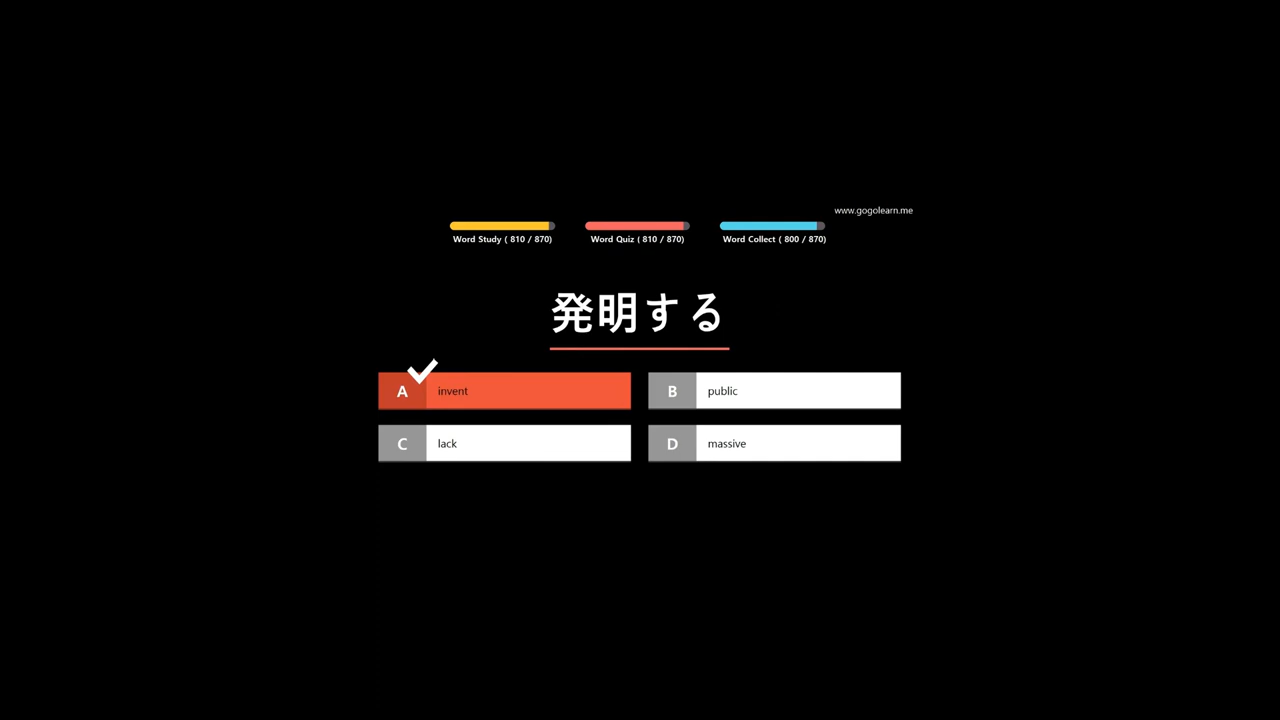 www.gogolearn.me
Word Study ( 810 / 870)
Word Quiz ( 810 / 870)
Word Collect ( 800 / 870)
発明する
A invent
B public
C lack
D massive